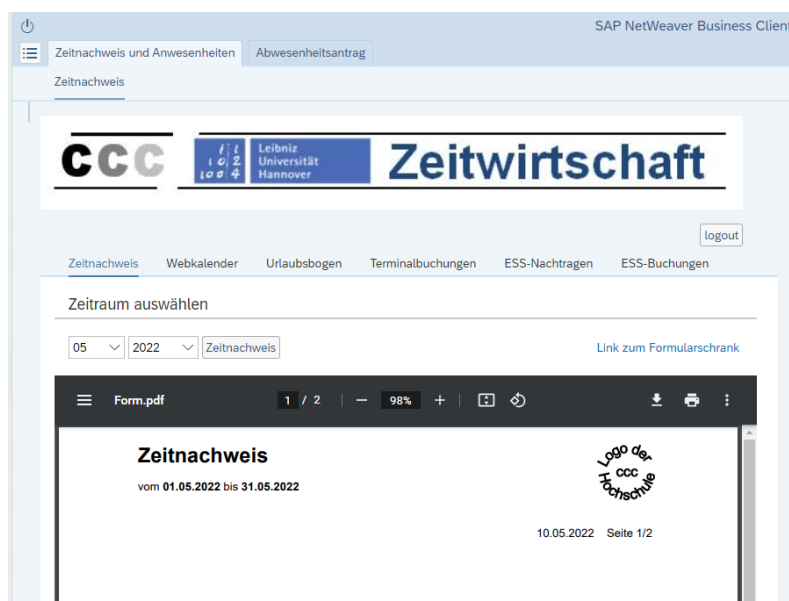 SAP NetWeaver Business Client
Zeitnachweis und Anwesenheiten Abwesenheitsantrag
Zeitnachweis
CCC
Leibniz
Universität
Hannover
Zeitwirtschaft
logout
Zeitnachweis Webkalender Urlaubsbogen Terminalbuchungen ESS-Nachtragen ESS-Buchungen
Zeitraum auswählen
05 2022 Zeitnachweis Link zum Formularschrank
Form.pdf 1 / 2 98%
Zeitnachweis
vom 01.05.2022 bis 31.05.2022
Logo der
CCC
Hochschule
10.05.2022 Seite 1/2